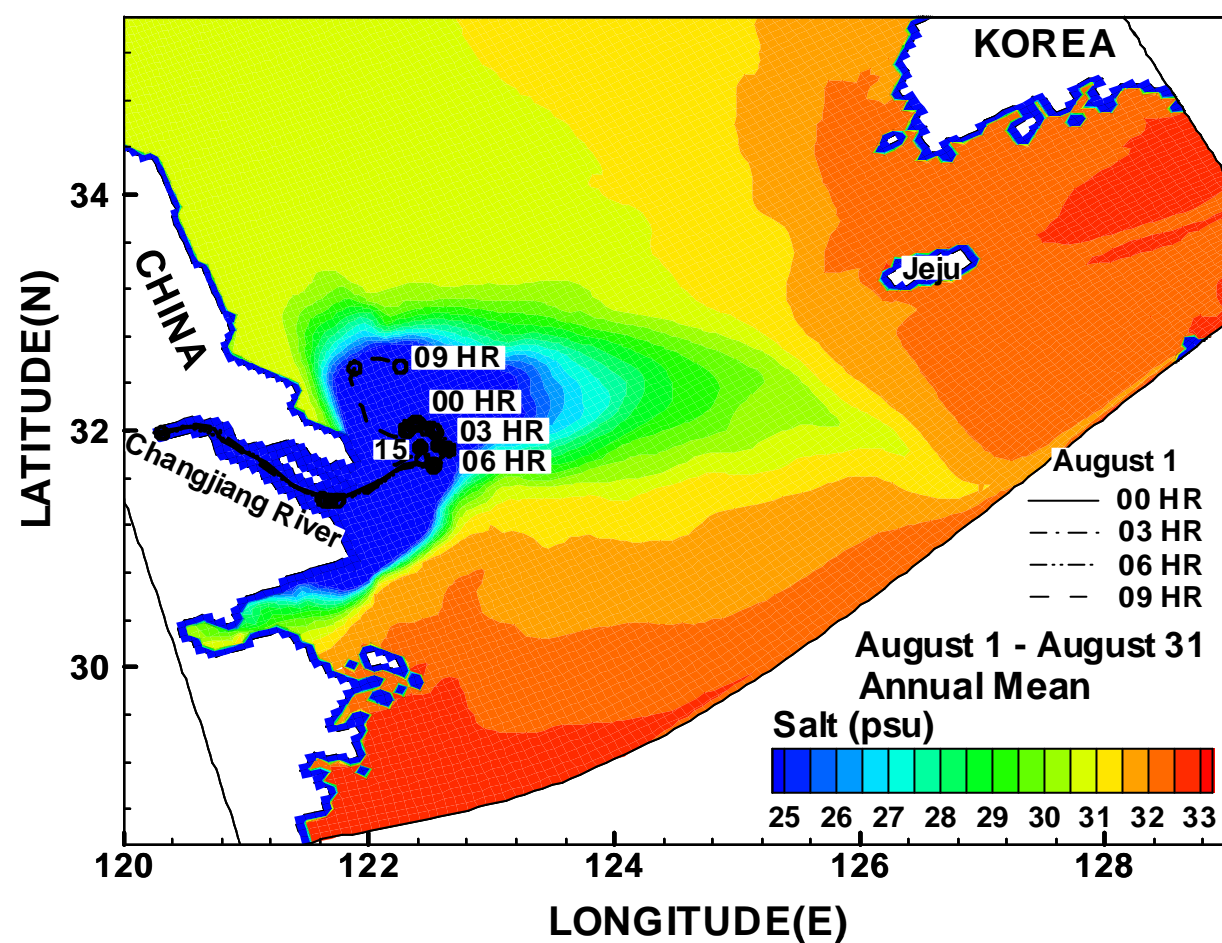 KOREA
34
Jeju
CHINA
09 HR
00 HR
32
03 HR
15
06 HR
Changjiang River
LATITUDE(N)
August 1
00 HR
03 HR
06 HR
09 HR
30
August 1 - August 31
Annual Mean
Salt (psu)
25 26 27 28 29 30 31 32 33
120 122 124 126 128
LONGITUDE(E)